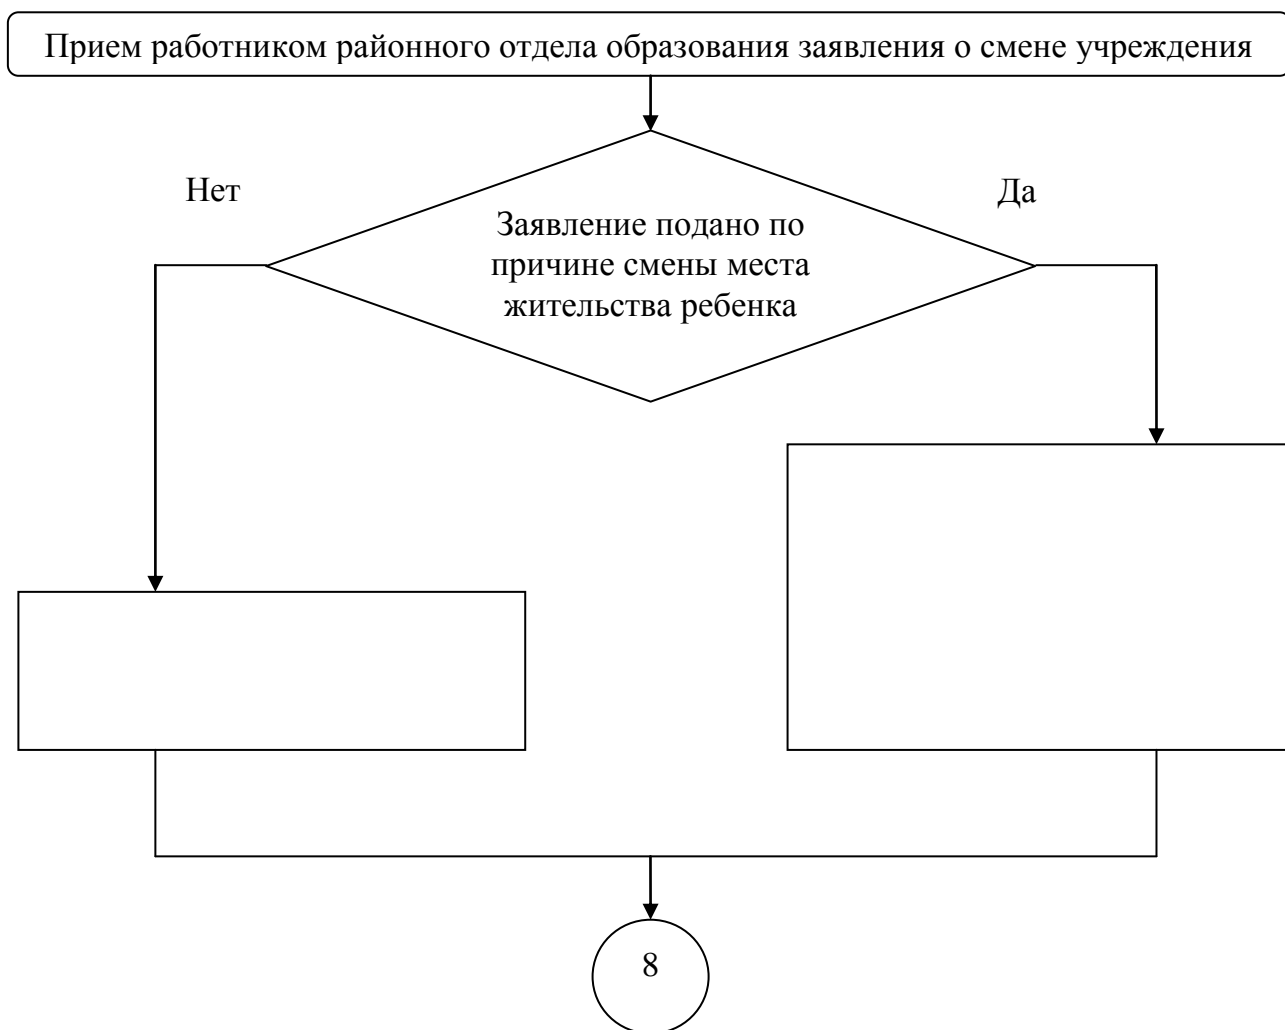 Прием работником районного отдела образования заявления о смене учреждения
Нет
Да
Заявление подано по
причине смены места
жительства ребенка
8